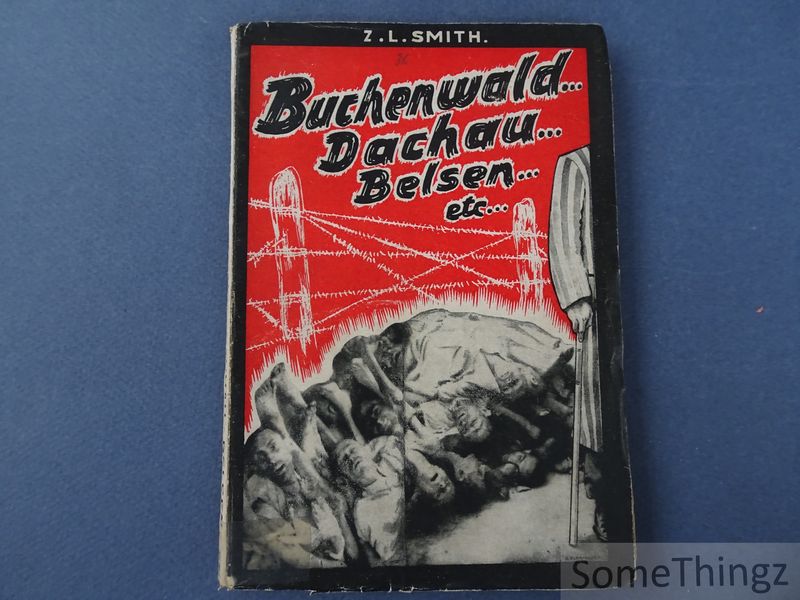 Z.L.SMITH.
Buchenwald...
Dachau...
Belsen...
etc...
SomeThingz